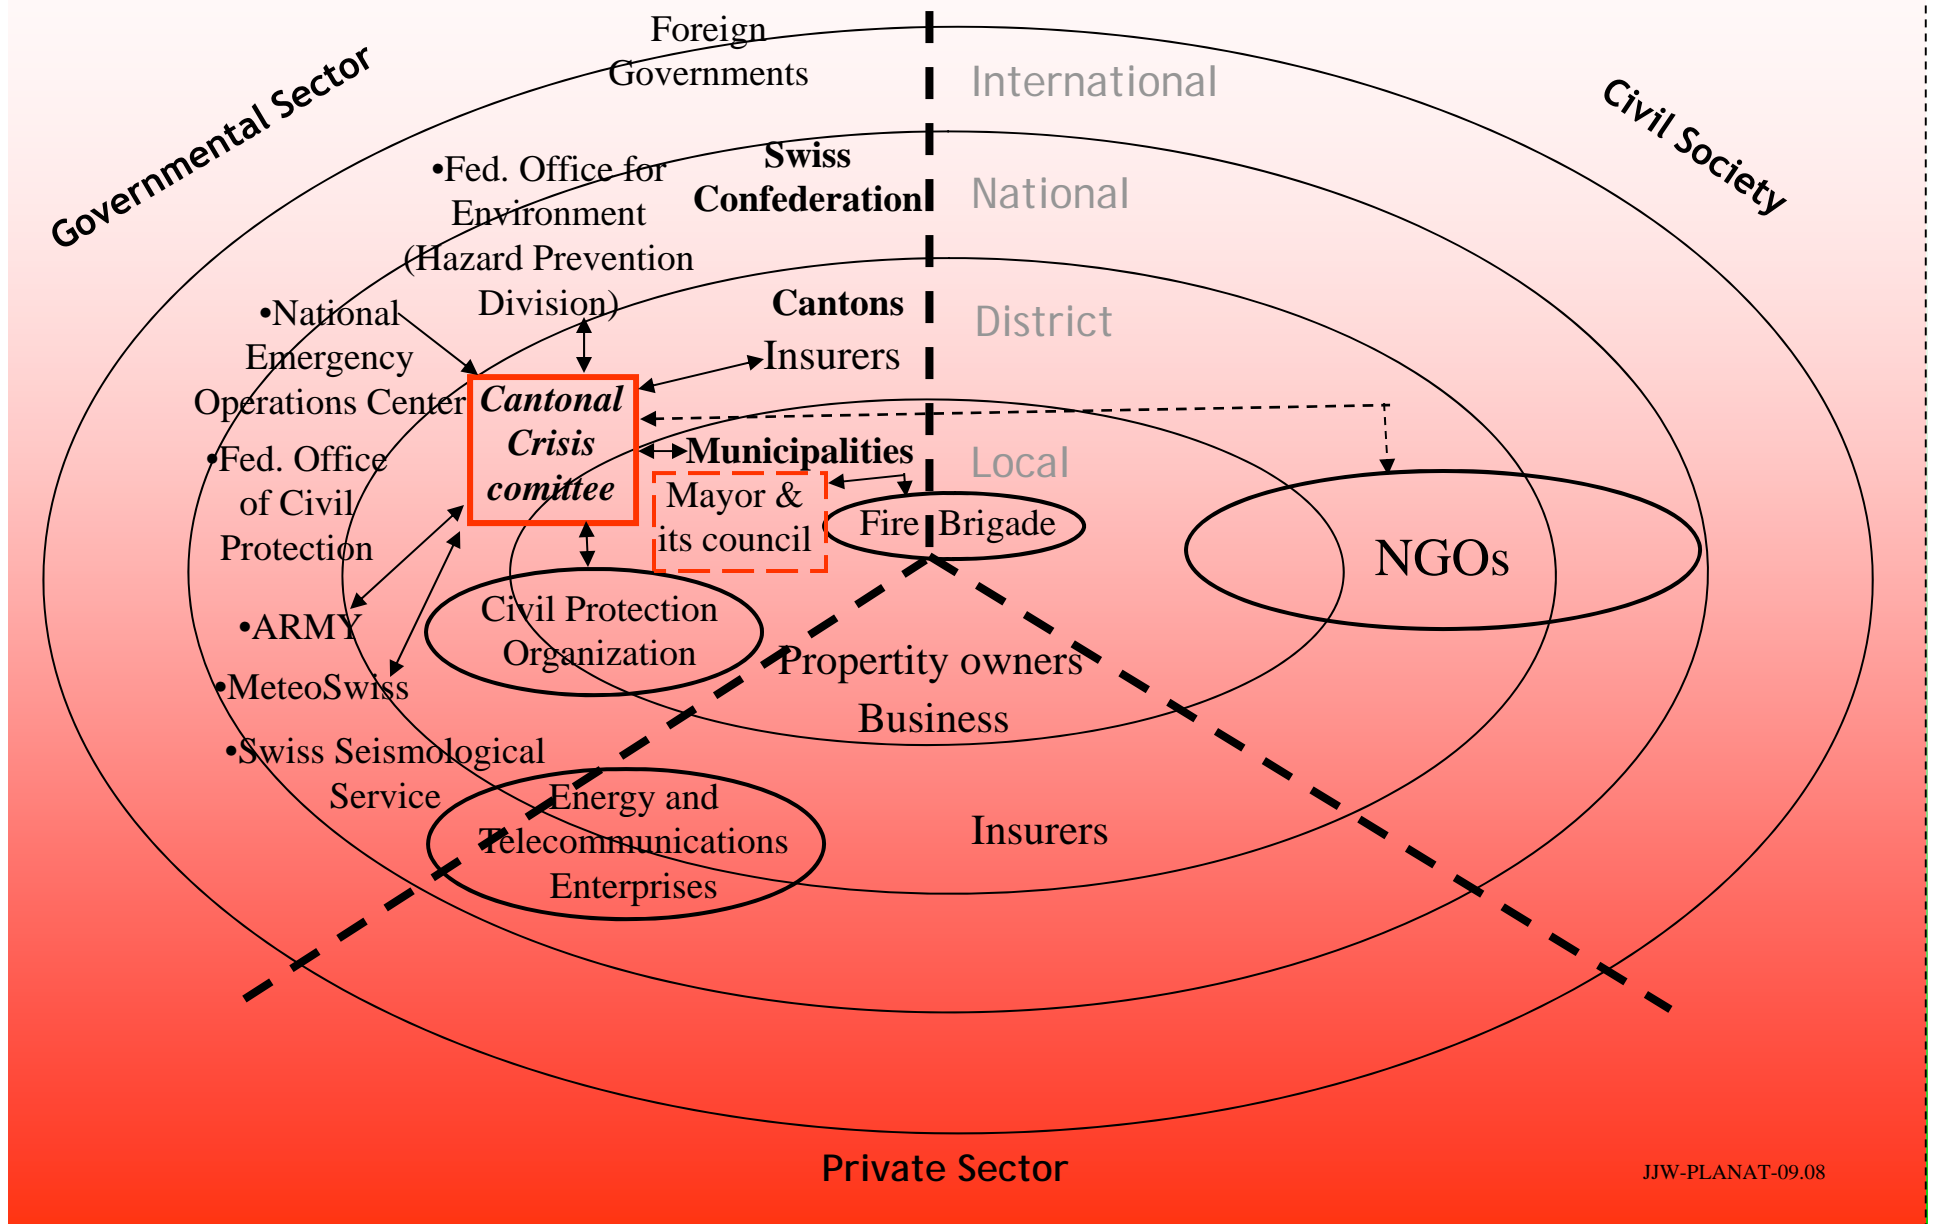 Foreign
Governments
International
Governmental Sector
Civil Society
Swiss
Confederation
National
•Fed. Office for
Environment
(Hazard Prevention
Division)
Cantons
District
•National
Emergency
Operations Center
Insurers
Cantonal
Crisis
comittee
Municipalities
Local
•Fed. Office
of Civil
Protection
Mayor &
its council
Fire Brigade
NGOs
Civil Protection
Organization
•ARMY
•MeteoSwiss
Propertity owners
Business
•Swiss Seismological
Service
Energy and
Telecommunications
Enterprises
Insurers
Private Sector
JJW-PLANAT-09.08